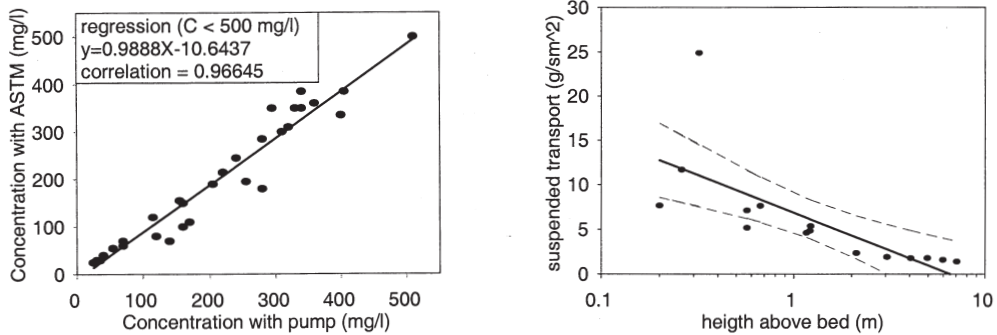 regression (C < 500 mg/l)
y=0.9888X-10.6437
correlation = 0.96645
Concentration with ASTM (mg/l)
500
400
300
200
100
0
0 100 200 300 400 500
Concentration with pump (mg/l)
suspended transport (g/sm^2)
30
25
20
15
10
5
0
0.1 1 10
heigth above bed (m)